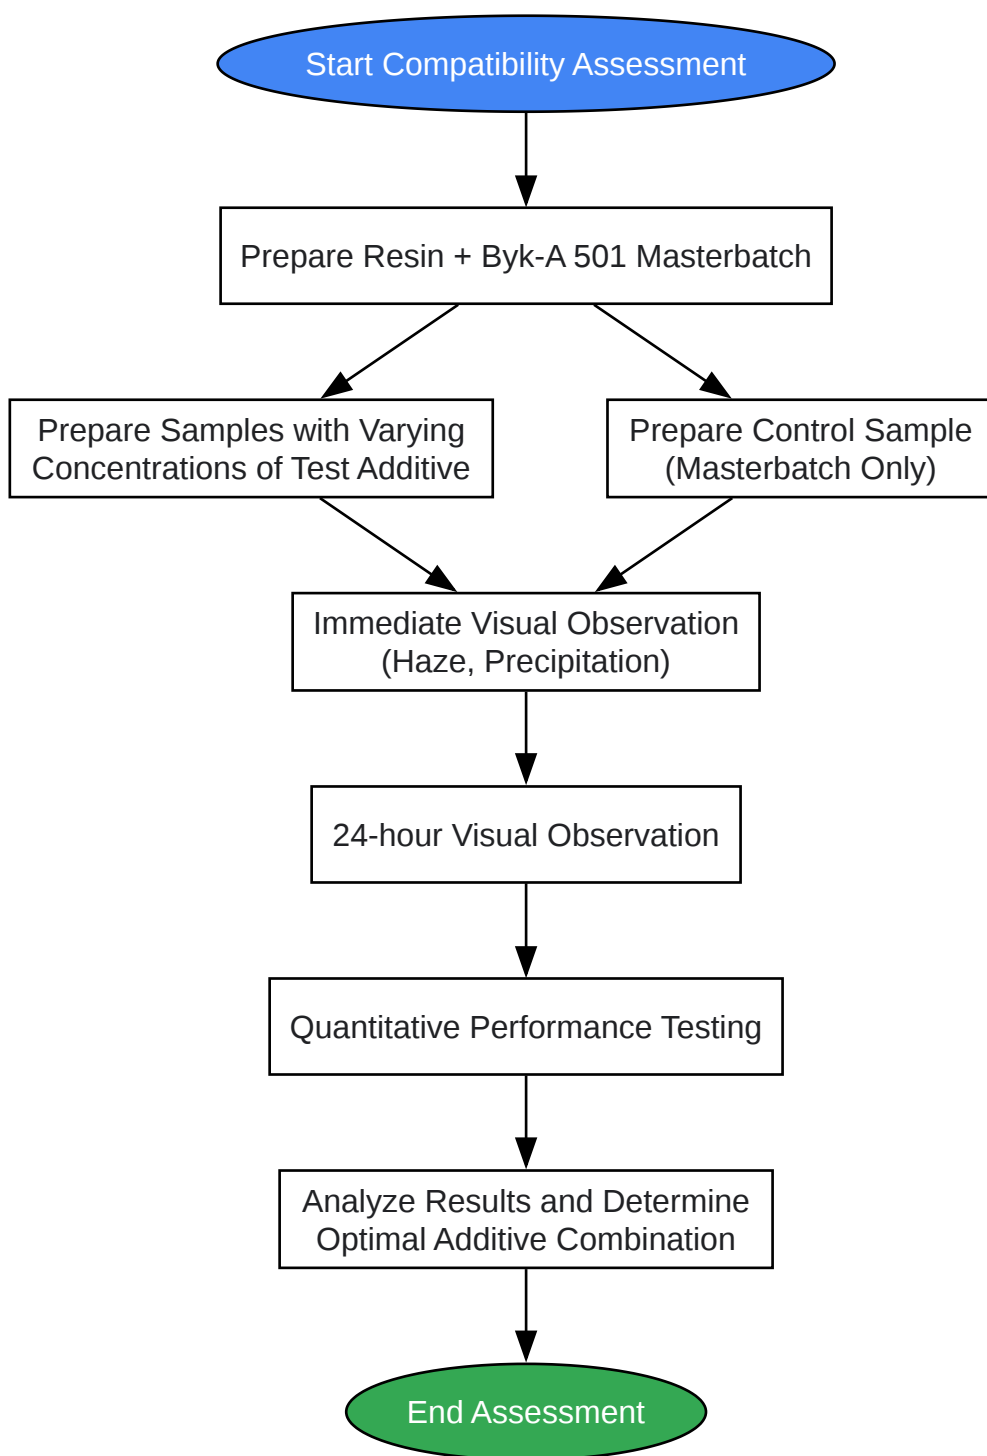 Start Compatibility Assessment
Prepare Resin + Byk-A 501 Masterbatch
Prepare Samples with Varying
Concentrations of Test Additive
Prepare Control Sample
(Masterbatch Only)
Immediate Visual Observation
(Haze, Precipitation)
24-hour Visual Observation
Quantitative Performance Testing
Analyze Results and Determine
Optimal Additive Combination
End Assessment